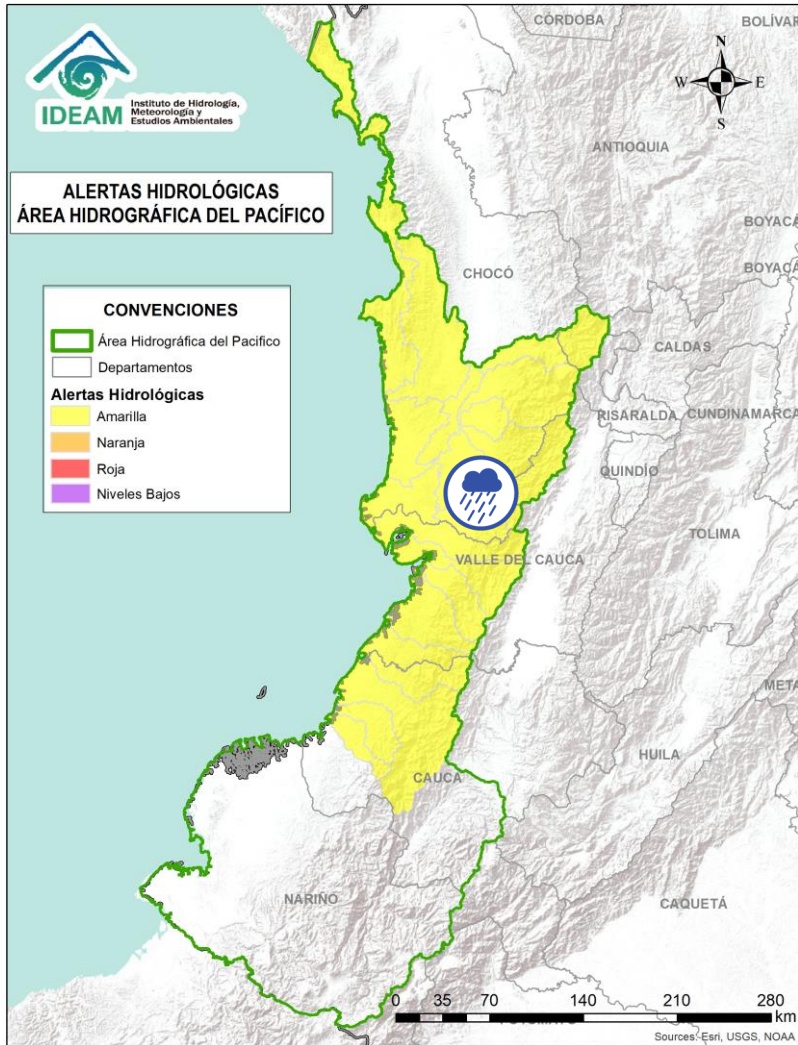 CÓRDOBA
BOLÍVAR
IDEAM
Instituto de Hidrología,
Meteorología y
Estudios Ambientales
N
W
E
S
ANTIOQUIA
ALERTAS HIDROLÓGICAS
ÁREA HIDROGRÁFICA DEL PACÍFICO
BOYACÁ
BOYACÁ
CHOCÓ
CONVENCIONES
Área Hidrográfica del Pacifico
Departamentos
Alertas Hidrológicas
Amarilla
Naranja
Roja
Niveles Bajos
CALDAS
RISARALDA
CUNDINAMARCA
QUINDÍO
TOLIMA
VALLE DEL CAUCA
META
HUILA
CAUCA
NARIÑO
CAQUETÁ
0 35 70 140 210 280
km
Sources: Esri, USGS, NOAA